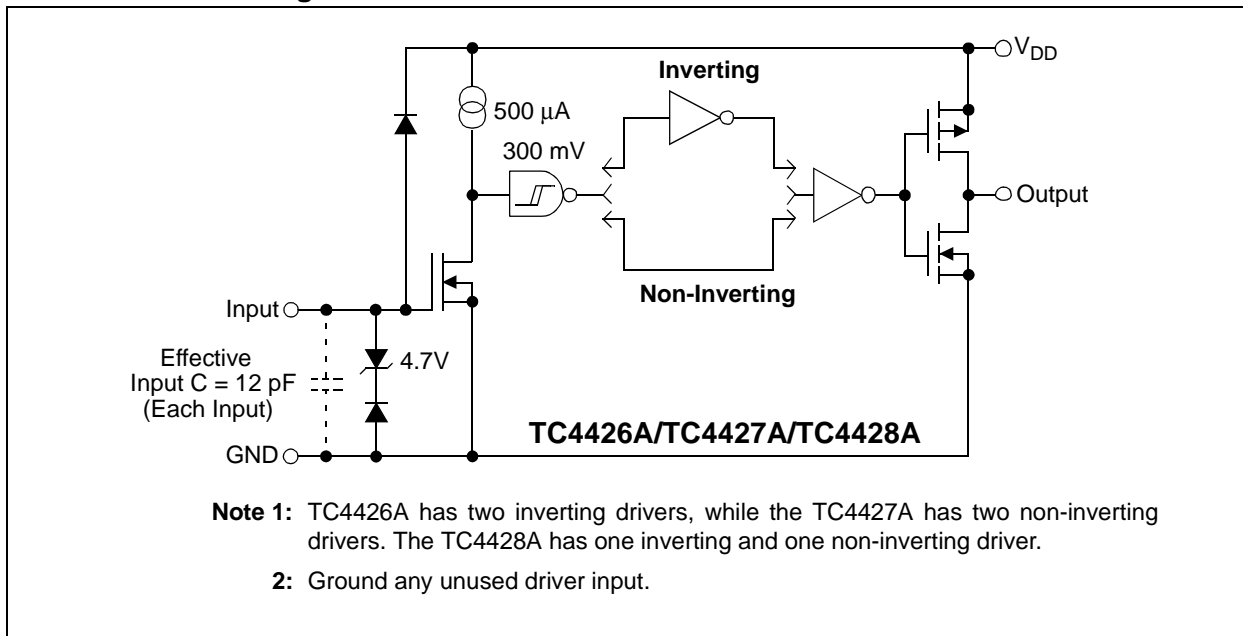 V_DD
Inverting
500 µA
300 mV
Output
Non-Inverting
Input
4.7V
Effective
Input C = 12 pF
(Each Input)
TC4426A/TC4427A/TC4428A
GND
Note 1: TC4426A has two inverting drivers, while the TC4427A has two non-inverting
drivers. The TC4428A has one inverting and one non-inverting driver.
2: Ground any unused driver input.